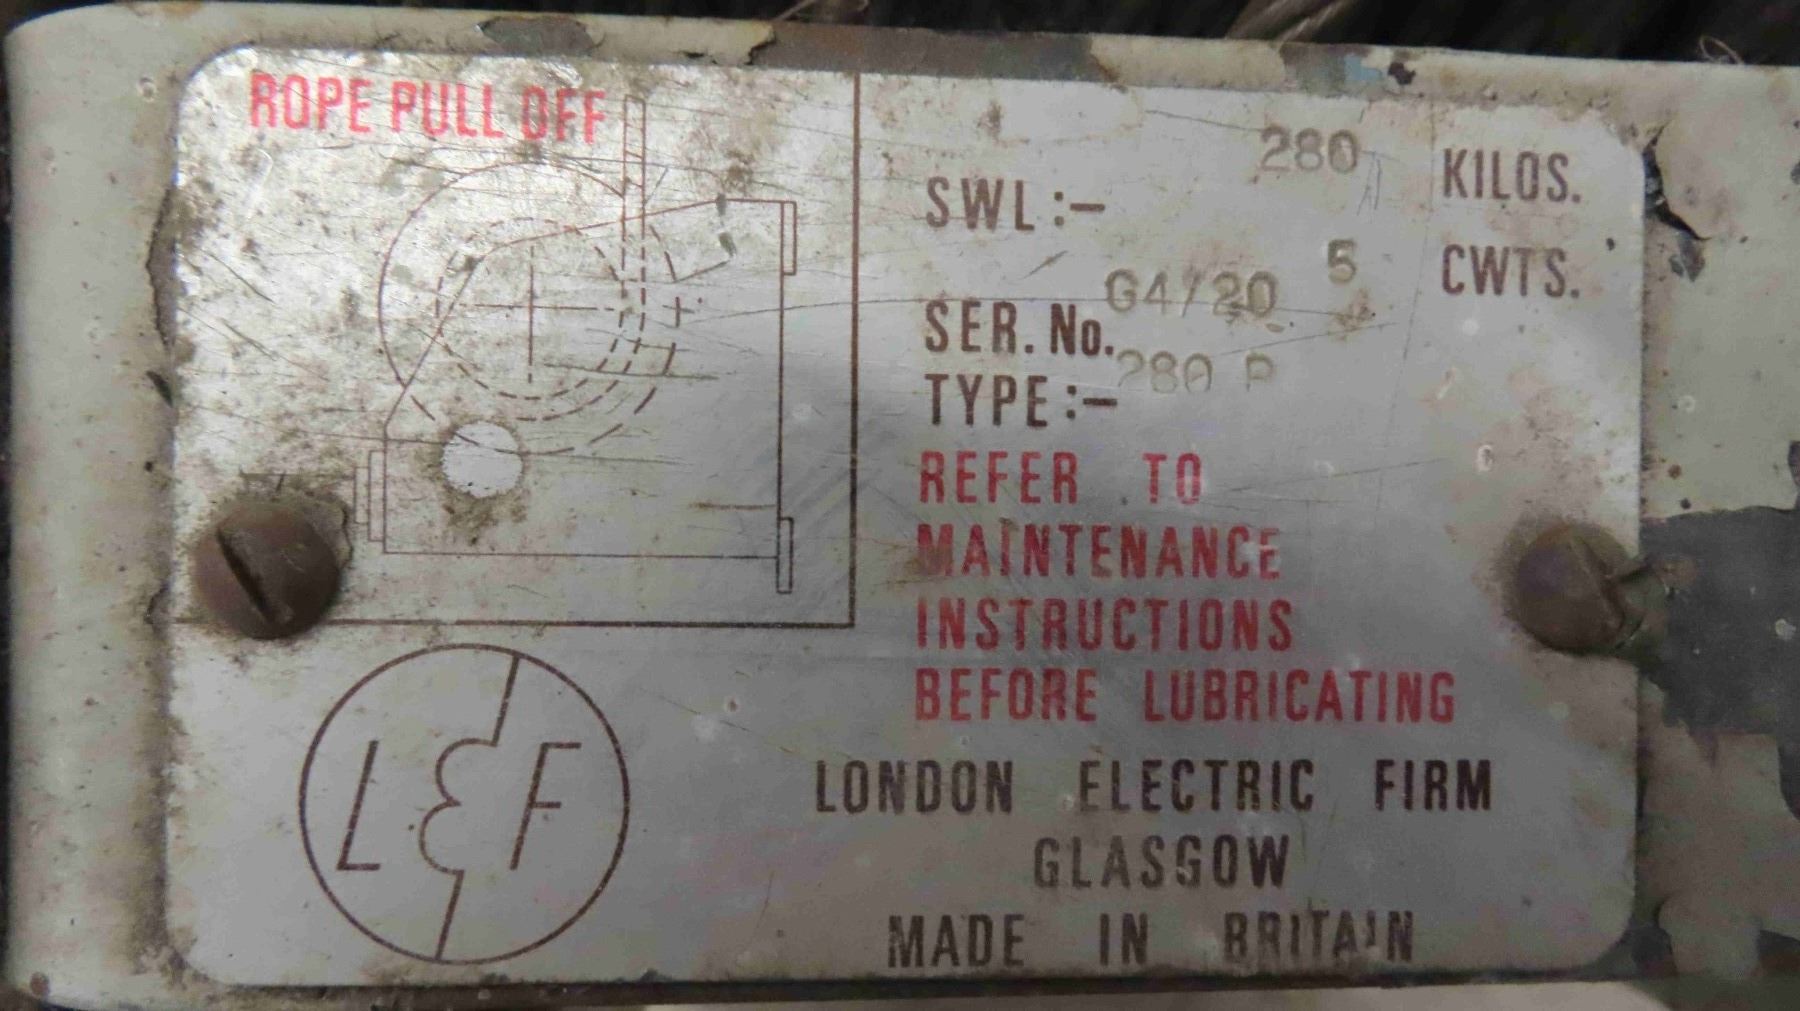 ROPE PULL OFF
SWL:- 280 KILOS.
5 CWTS.
SER. No. G4/20
TYPE:- 280 P
REFER TO
MAINTENANCE
INSTRUCTIONS
BEFORE LUBRICATING
LEF
LONDON ELECTRIC FIRM
GLASGOW
MADE IN BRITAIN